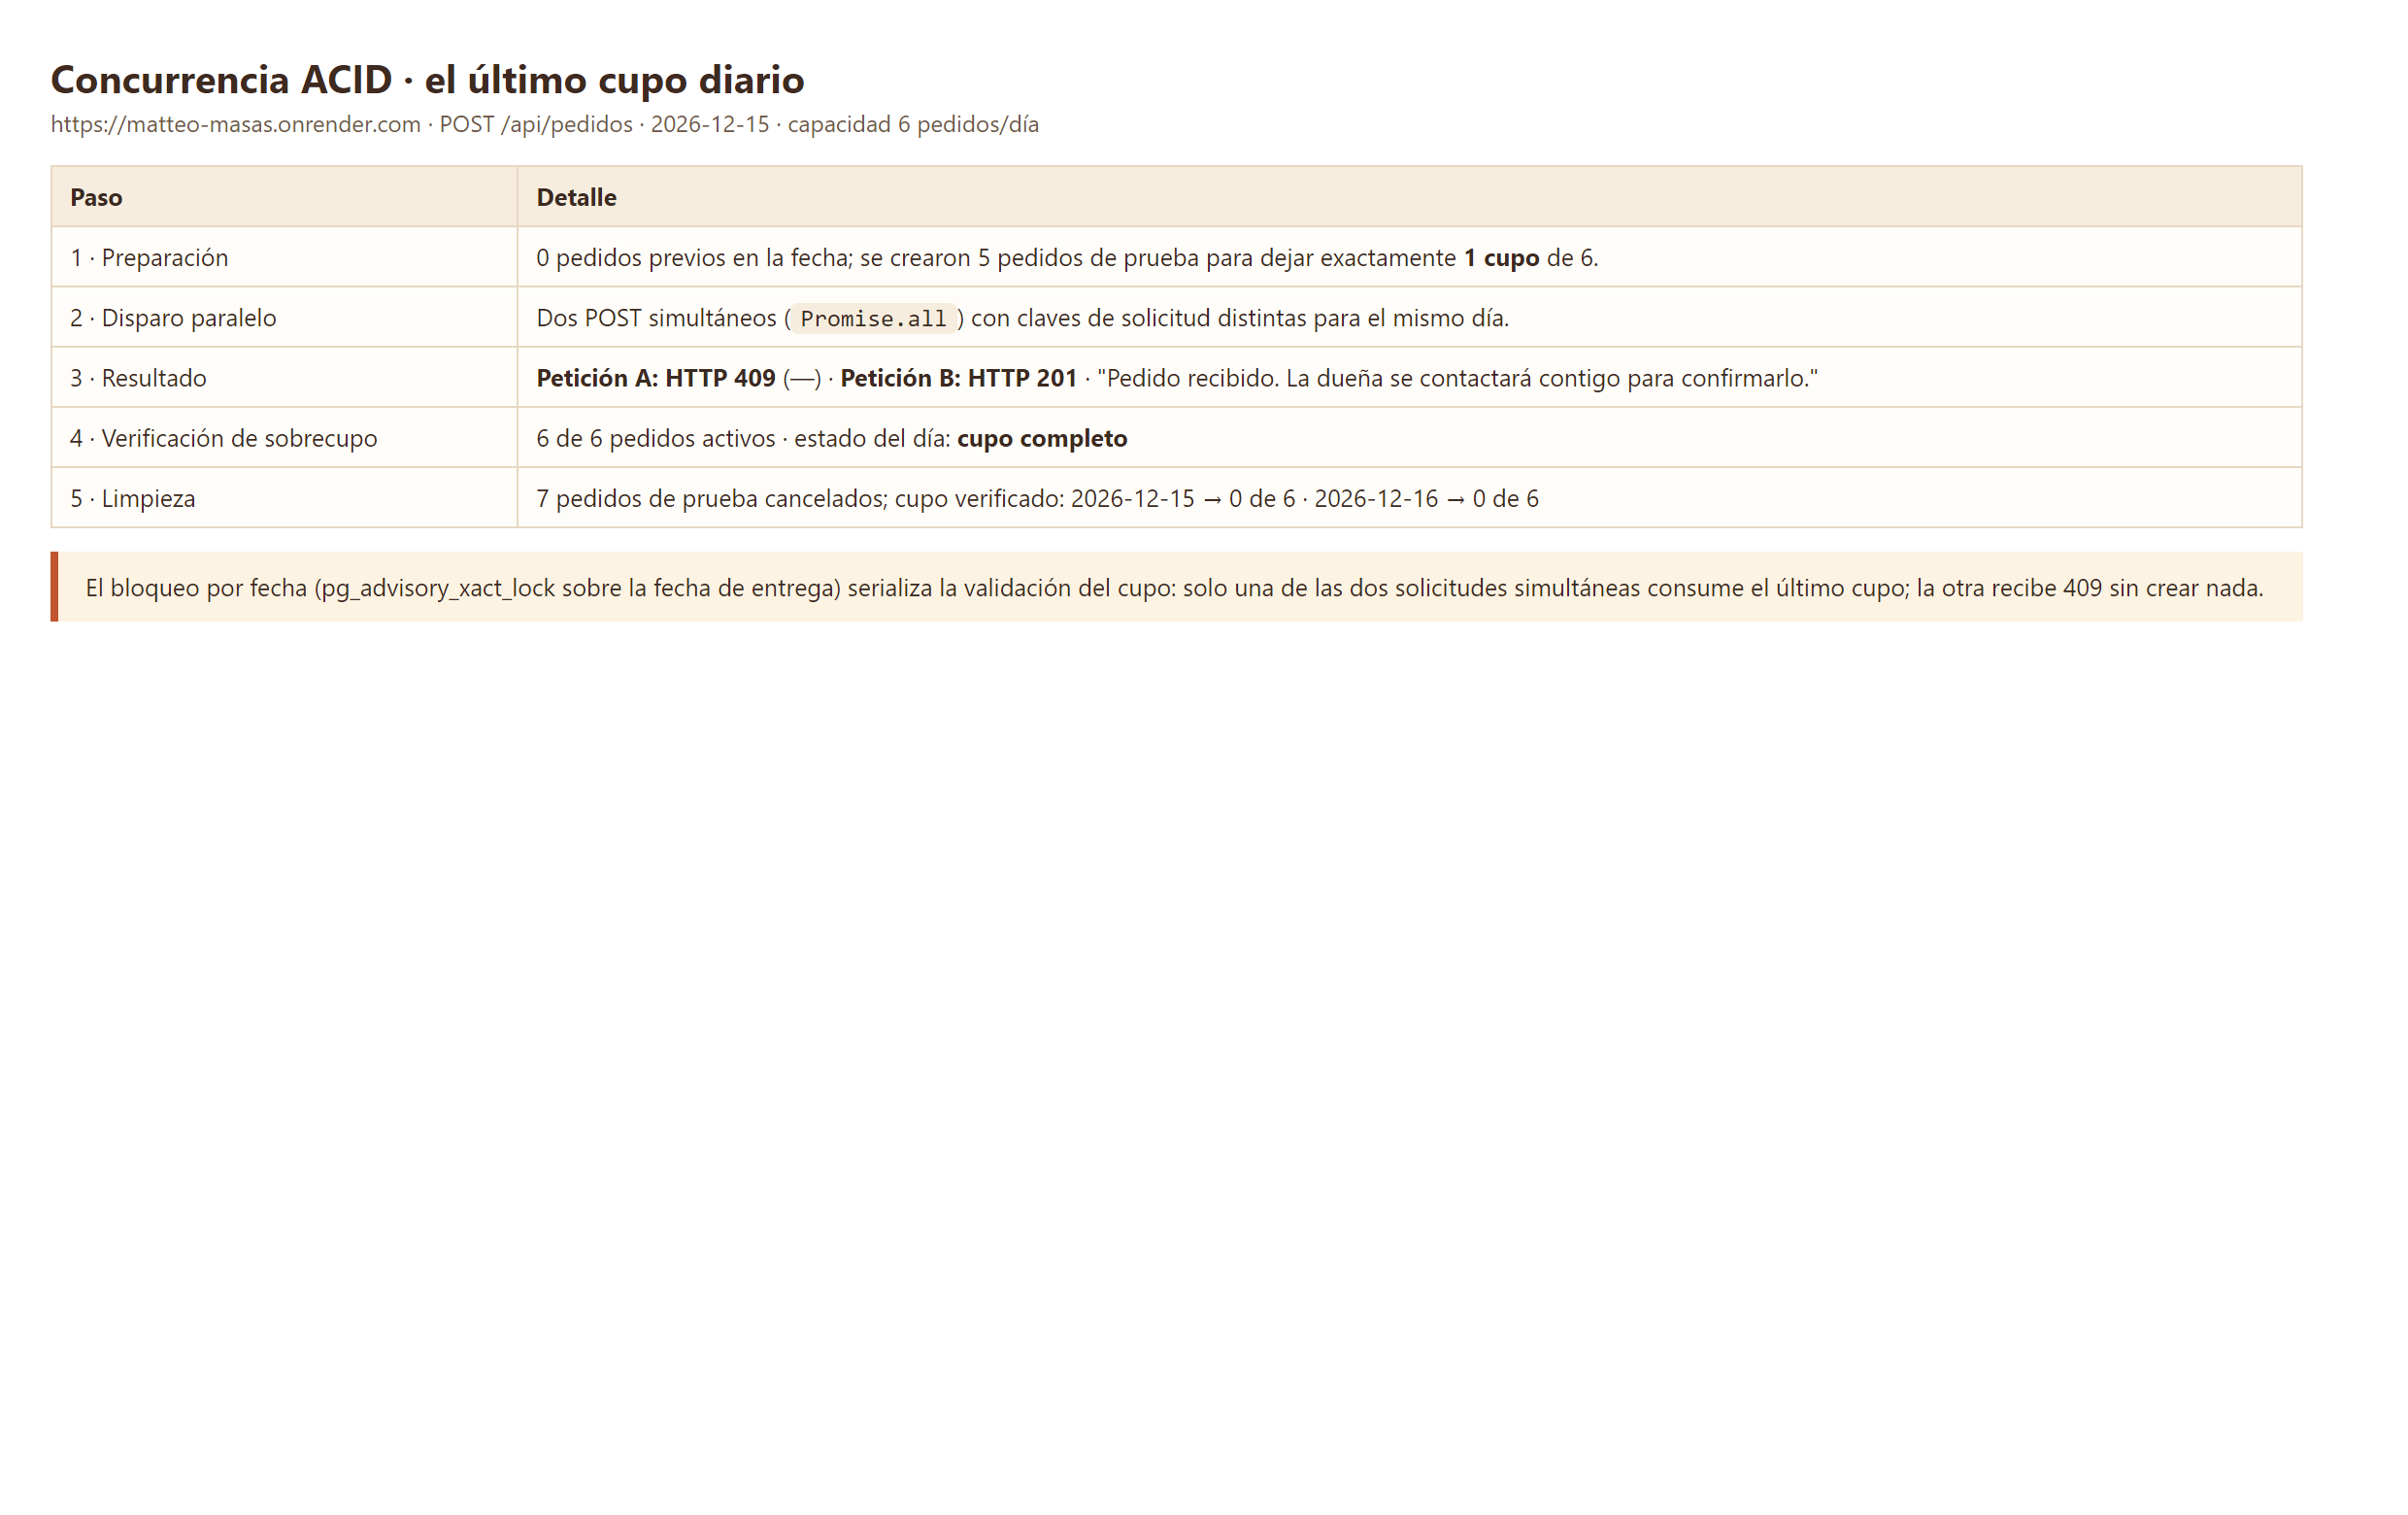 Concurrencia ACID · el último cupo diario
https://matteo-masas.onrender.com · POST /api/pedidos · 2026-12-15 · capacidad 6 pedidos/día
Paso Detalle
1 · Preparación 0 pedidos previos en la fecha; se crearon 5 pedidos de prueba para dejar exactamente 1 cupo de 6.
2 · Disparo paralelo Dos POST simultáneos (Promise.all) con claves de solicitud distintas para el mismo día.
3 · Resultado Petición A: HTTP 409 (—) · Petición B: HTTP 201 · "Pedido recibido. La dueña se contactará contigo para confirmarlo."
4 · Verificación de sobrecupo 6 de 6 pedidos activos · estado del día: cupo completo
5 · Limpieza 7 pedidos de prueba cancelados; cupo verificado: 2026-12-15 → 0 de 6 · 2026-12-16 → 0 de 6
El bloqueo por fecha (pg_advisory_xact_lock sobre la fecha de entrega) serializa la validación del cupo: solo una de las dos solicitudes simultáneas consume el último cupo; la otra recibe 409 sin crear nada.